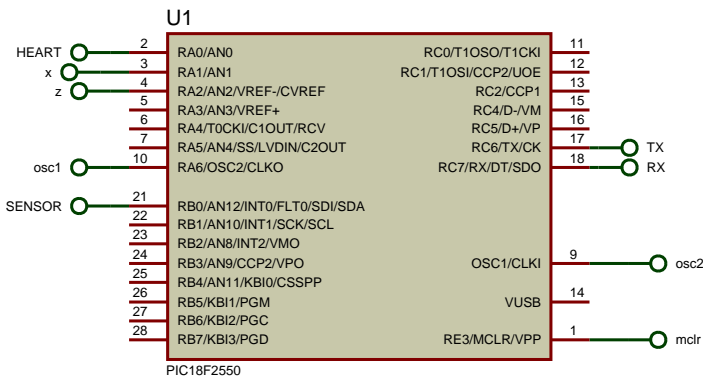 U1
HEART 2 RA0/AN0 RC0/T1OSO/T1CKI 11
x 3 RA1/AN1 RC1/T1OSI/CCP2/UOE 12
z 4 RA2/AN2/VREF-/CVREF RC2/CCP1 13
5 RA3/AN3/VREF+ RC4/D-/VM 15
6 RA4/T0CKI/C1OUT/RCV RC5/D+/VP 16
7 RA5/AN4/SS/LVDIN/C2OUT RC6/TX/CK 17 TX
osc1 10 RA6/OSC2/CLKO RC7/RX/DT/SDO 18 RX
SENSOR 21 RB0/AN12/INT0/FLT0/SDI/SDA
22 RB1/AN10/INT1/SCK/SCL
23 RB2/AN8/INT2/VMO
24 RB3/AN9/CCP2/VPO OSC1/CLKI 9 osc2
25 RB4/AN11/KBI0/CSSPP
26 RB5/KBI1/PGM VUSB 14
27 RB6/KBI2/PGC
28 RB7/KBI3/PGD RE3/MCLR/VPP 1 mclr
PIC18F2550